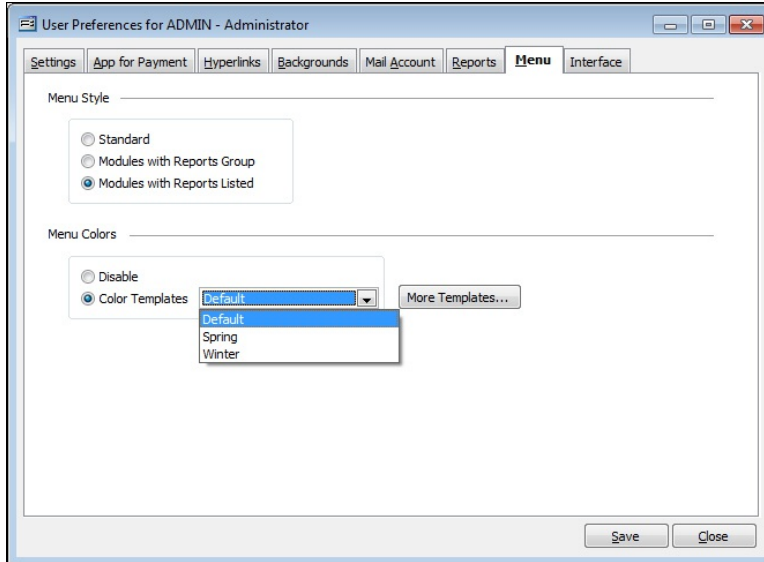 User Preferences for ADMIN - Administrator
Settings App for Payment Hyperlinks Backgrounds Mail Account Reports Menu Interface
Menu Style
Standard
Modules with Reports Group
Modules with Reports Listed
Menu Colors
Disable
Color Templates Default More Templates...
Default
Spring
Winter
Save Close